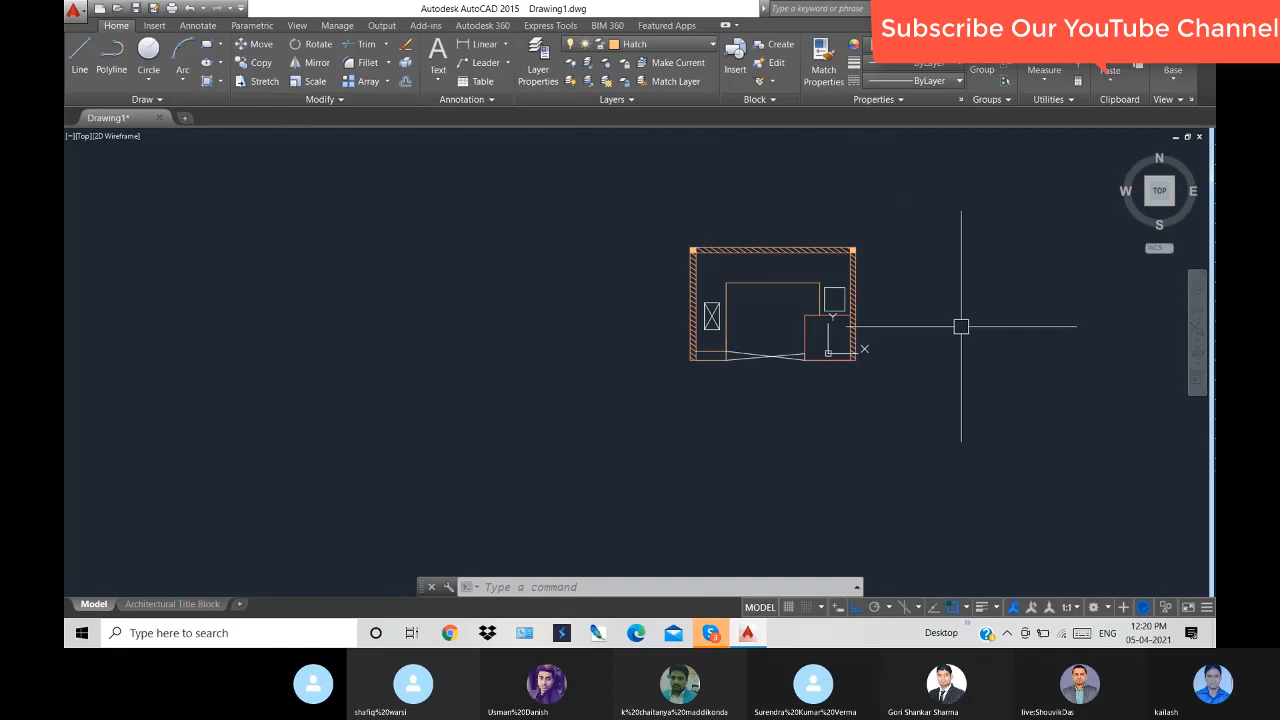 Autodesk AutoCAD 2015 Drawing1.dwg
Type a keyword or phrase
Subscribe Our YouTube Channel
Home Insert Annotate Parametric View Manage Output Add-ins Autodesk 360 Express Tools BIM 360 Featured Apps
Line Polyline Circle Arc
Move Rotate Trim
Copy Mirror Fillet
Stretch Scale Array
Text Linear
Leader
Table
Layer
Properties
Hatch
Make Current
Match Layer
Insert
Create
Edit
Match
Properties
ByLayer
ByLayer
Group
Measure
Paste
Base
Draw Modify Annotation Layers Block Properties Groups Utilities Clipboard View
Drawing1*
[−][Top][2D Wireframe]
N
W TOP E
S
WCS
Y
X
Type a command
Model Architectural Title Block
MODEL 1:1
Type here to search
Desktop ENG 12:20 PM
05-04-2021
shafiq%20warsi Usman%20Danish k%20chaitanya%20maddikonda Surendra%20Kumar%20Verma Gori Shankar Sharma live:ShouvikDas kailash